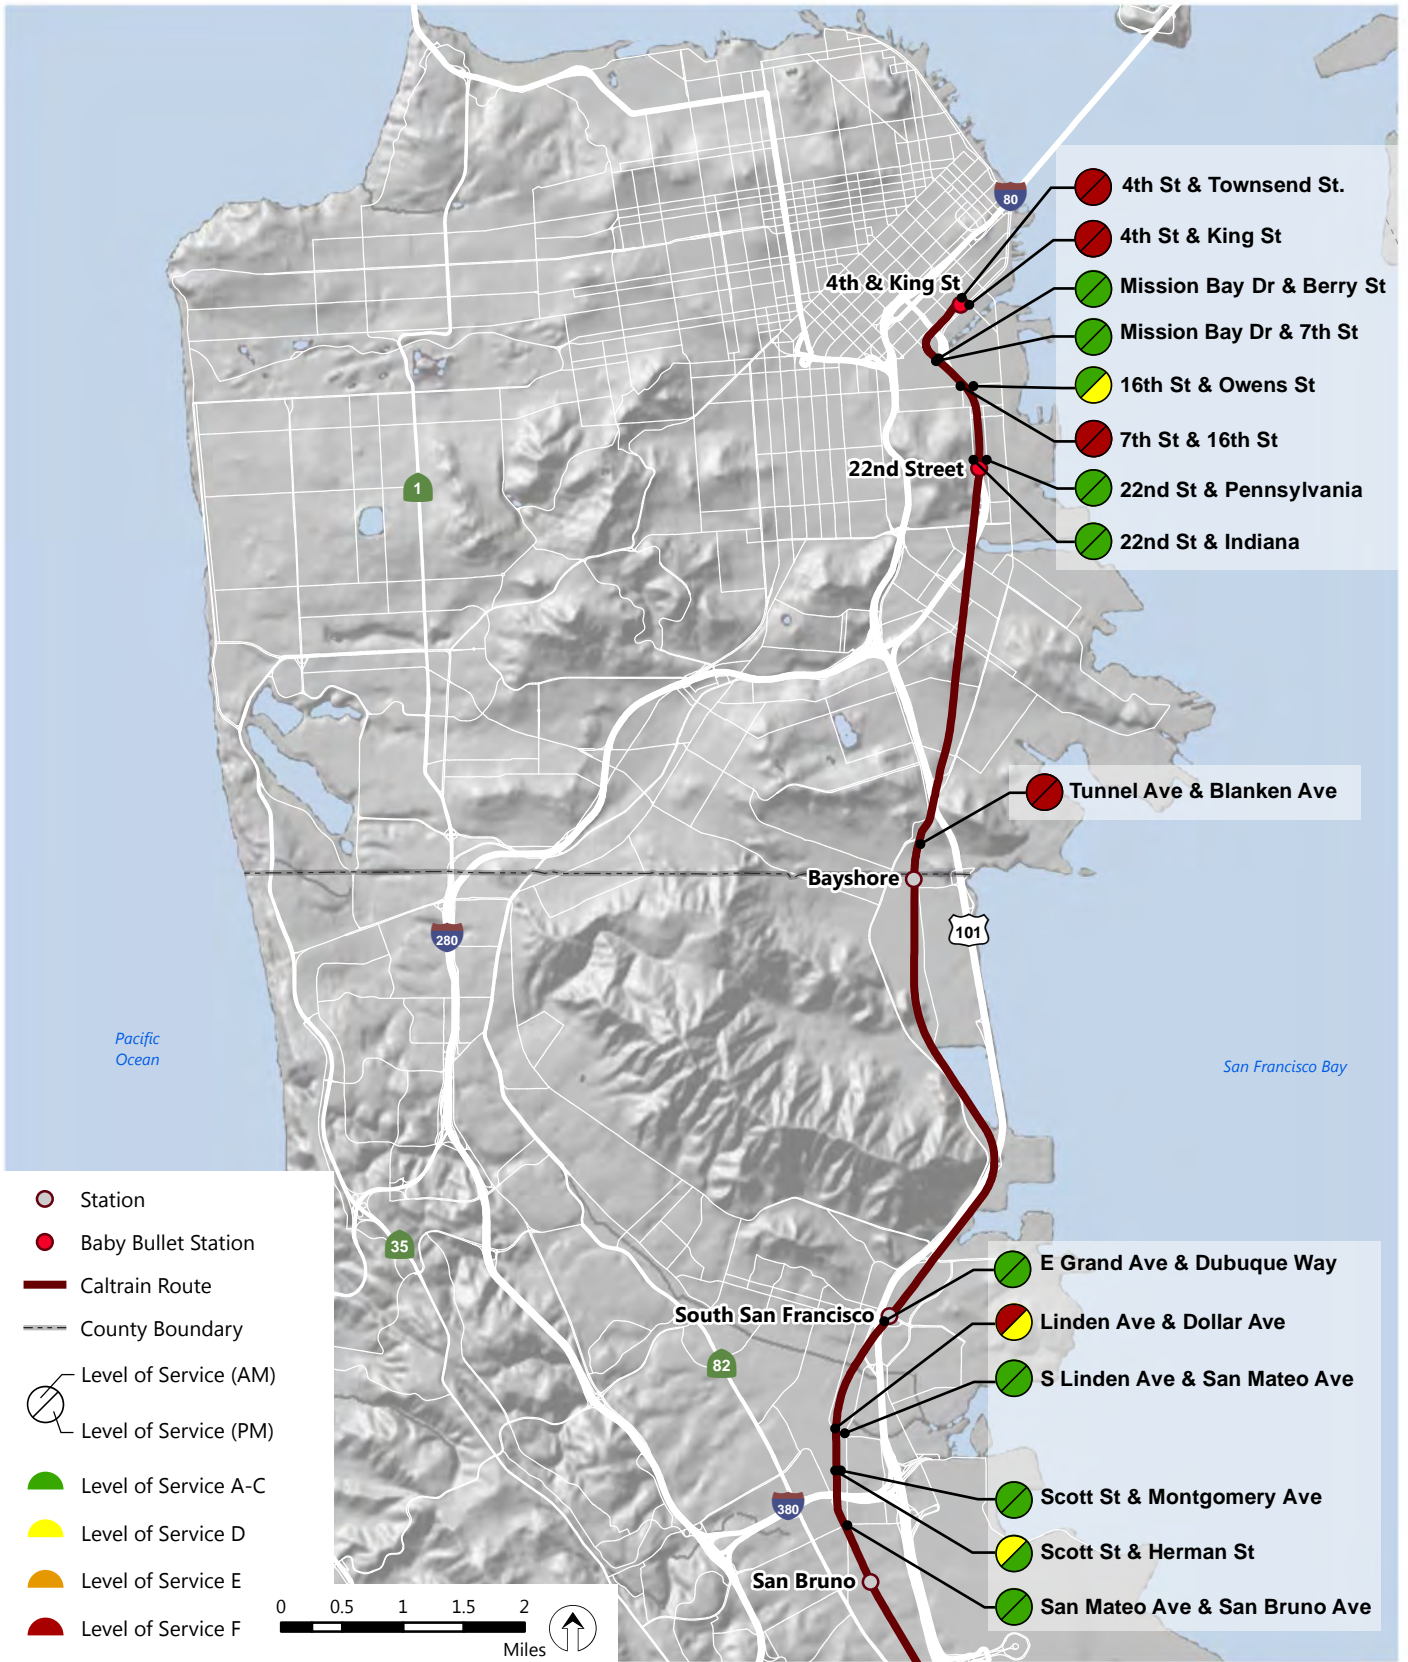 80
4th St & Townsend St.
4th St & King St
4th & King St
Mission Bay Dr & Berry St
Mission Bay Dr & 7th St
16th St & Owens St
7th St & 16th St
22nd Street
1
22nd St & Pennsylvania
22nd St & Indiana
Tunnel Ave & Blanken Ave
Bayshore
280
101
Pacific
Ocean
San Francisco Bay
Station
Baby Bullet Station
Caltrain Route
County Boundary
Level of Service (AM)
Level of Service (PM)
Level of Service A-C
Level of Service D
Level of Service E
Level of Service F
0 0.5 1 1.5 2
Miles
35
E Grand Ave & Dubuque Way
South San Francisco
Linden Ave & Dollar Ave
82
S Linden Ave & San Mateo Ave
Scott St & Montgomery Ave
380
Scott St & Herman St
San Bruno
San Mateo Ave & San Bruno Ave